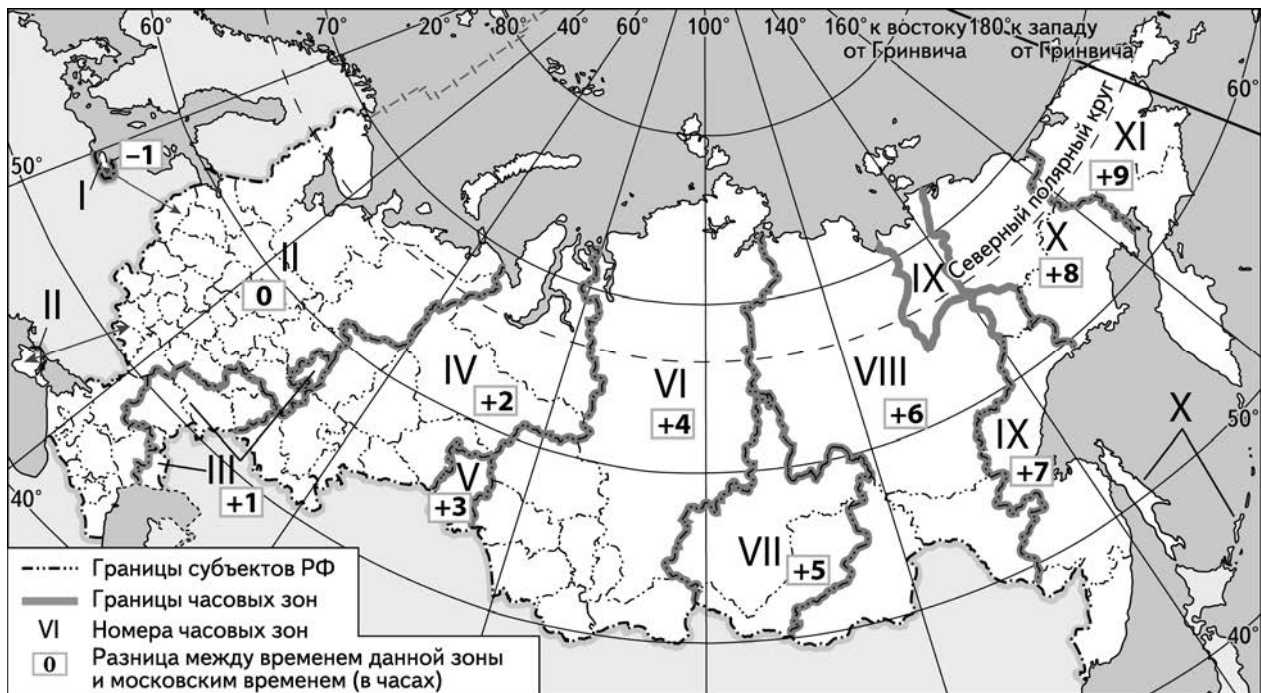 60°
70°
20°
40°
60°
80°
100°
120°
140°
160° к востоку
от Гринвича
180° к западу
от Гринвича
60°
50°
–1
I
II
0
II
III
+1
IV
+2
V
+3
VI
+4
VII
+5
VIII
+6
IX
IX
+7
X
+8
XI
+9
Северный полярный круг
X
50°
40°
40°
Границы субъектов РФ
Границы часовых зон
VI Номера часовых зон
0 Разница между временем данной зоны
и московским временем (в часах)